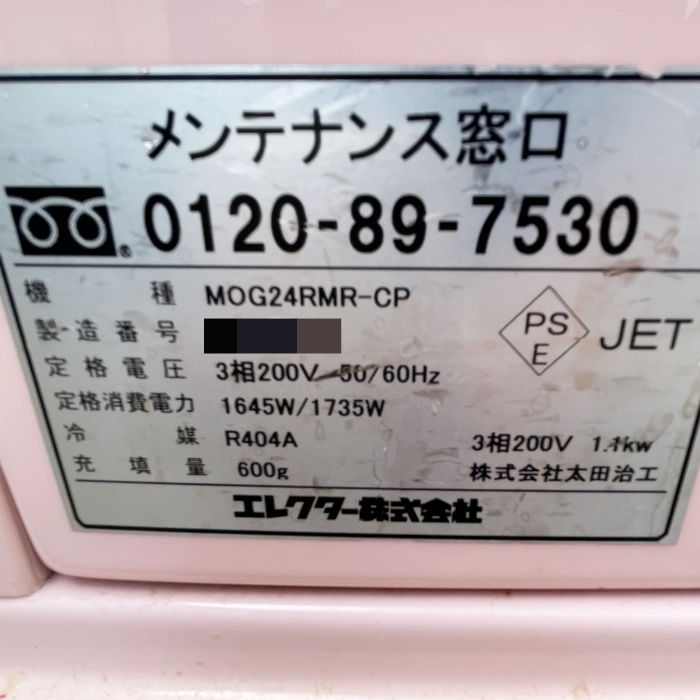 メンテナンス窓口
0120-89-7530
機種 MOG24RMR-CP
製造番号
定格電圧 3相200V 50/60Hz
定格消費電力 1645W/1735W
冷媒 R404A
充填量 600g
PS
E
JET
3相200V 1.1kw
株式会社太田治工
エレクター株式会社